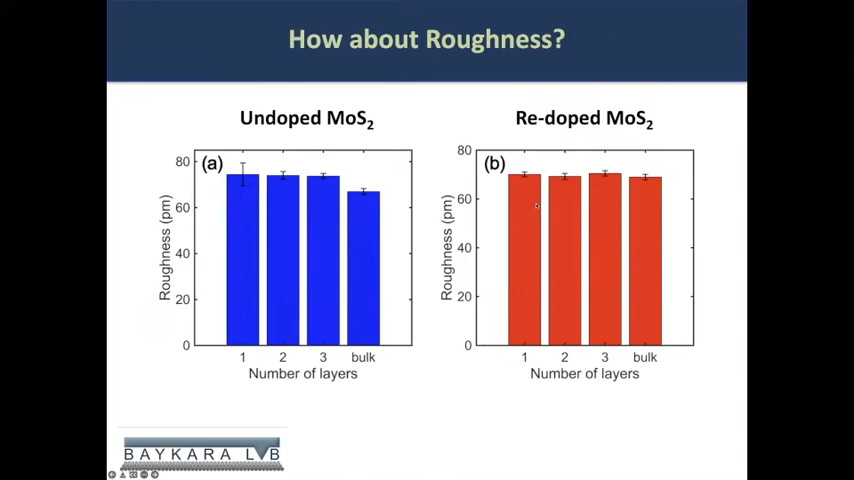 How about Roughness?
Undoped MoS2
Re-doped MoS2
(a)
80
60
40
20
0
Roughness (pm)
1 2 3 bulk
Number of layers
(b)
80
60
40
20
0
Roughness (pm)
1 2 3 bulk
Number of layers
BAYKARA LAB